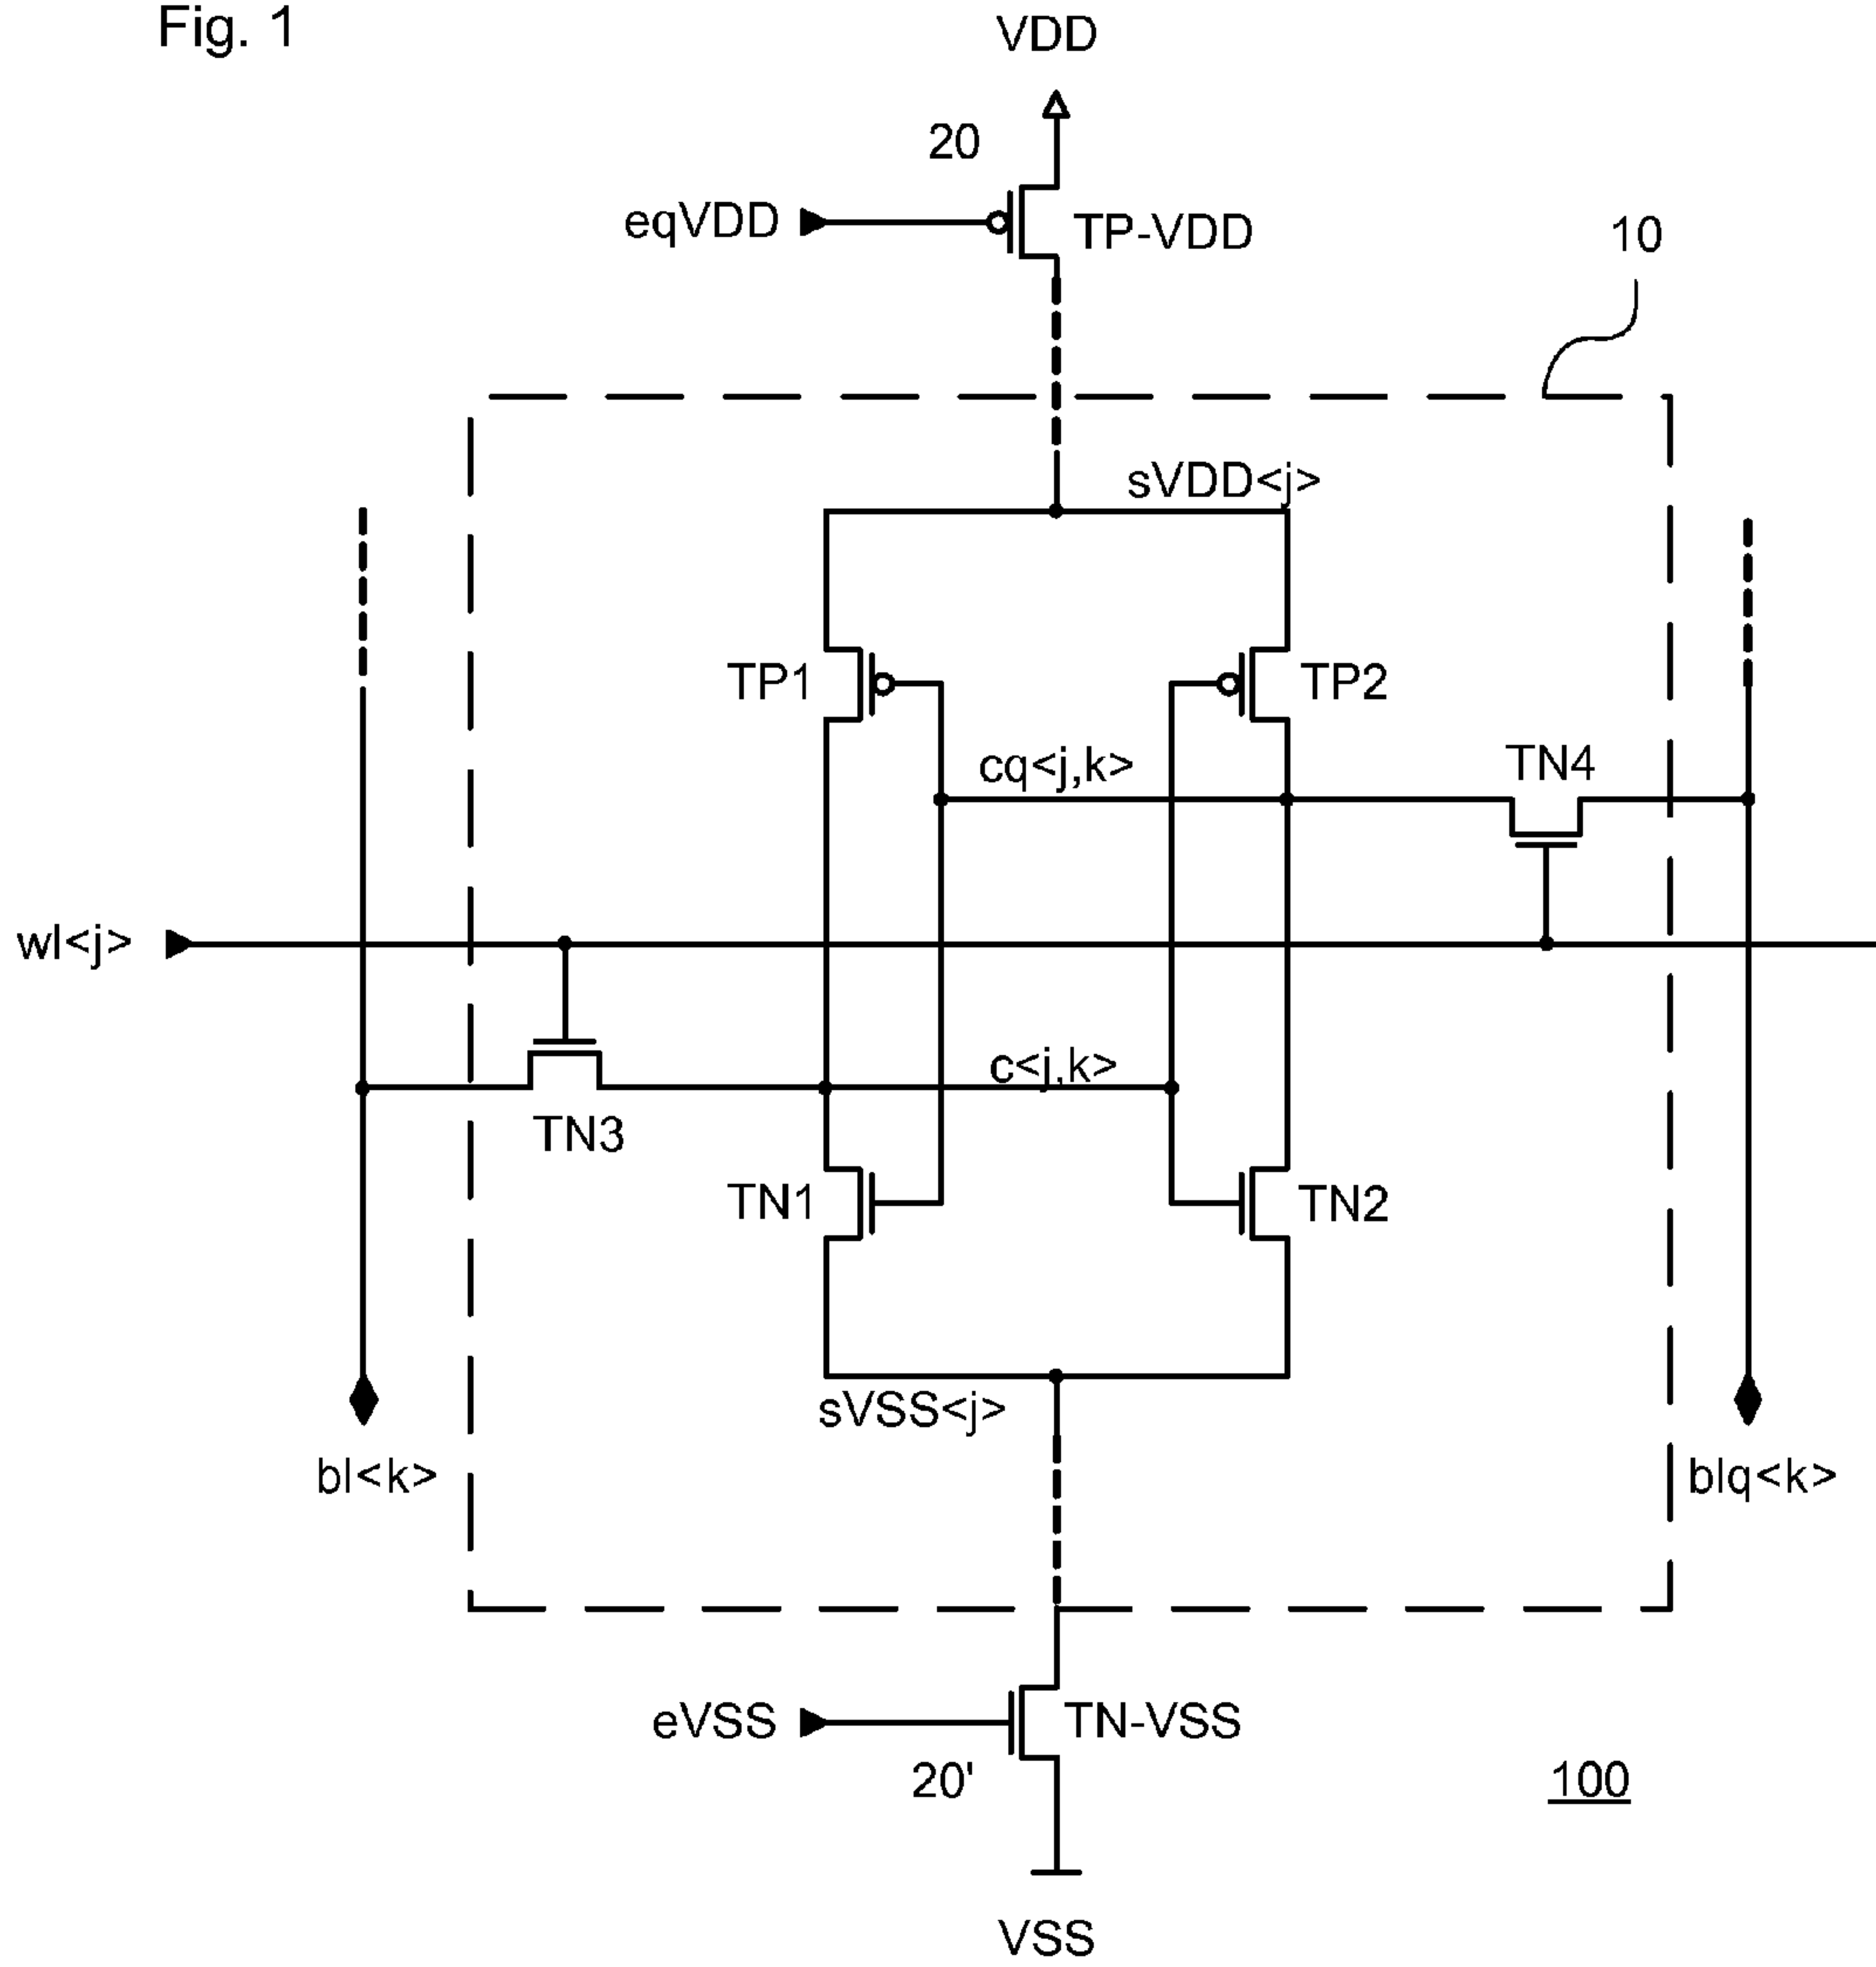 Fig. 1
VDD
20
eqVDD
TP-VDD
10
sVDD<j>
TP1
TP2
cq<j,k>
TN4
wl<j>
c<j,k>
TN3
TN1
TN2
sVSS<j>
bl<k>
blq<k>
eVSS
TN-VSS
20'
100
VSS